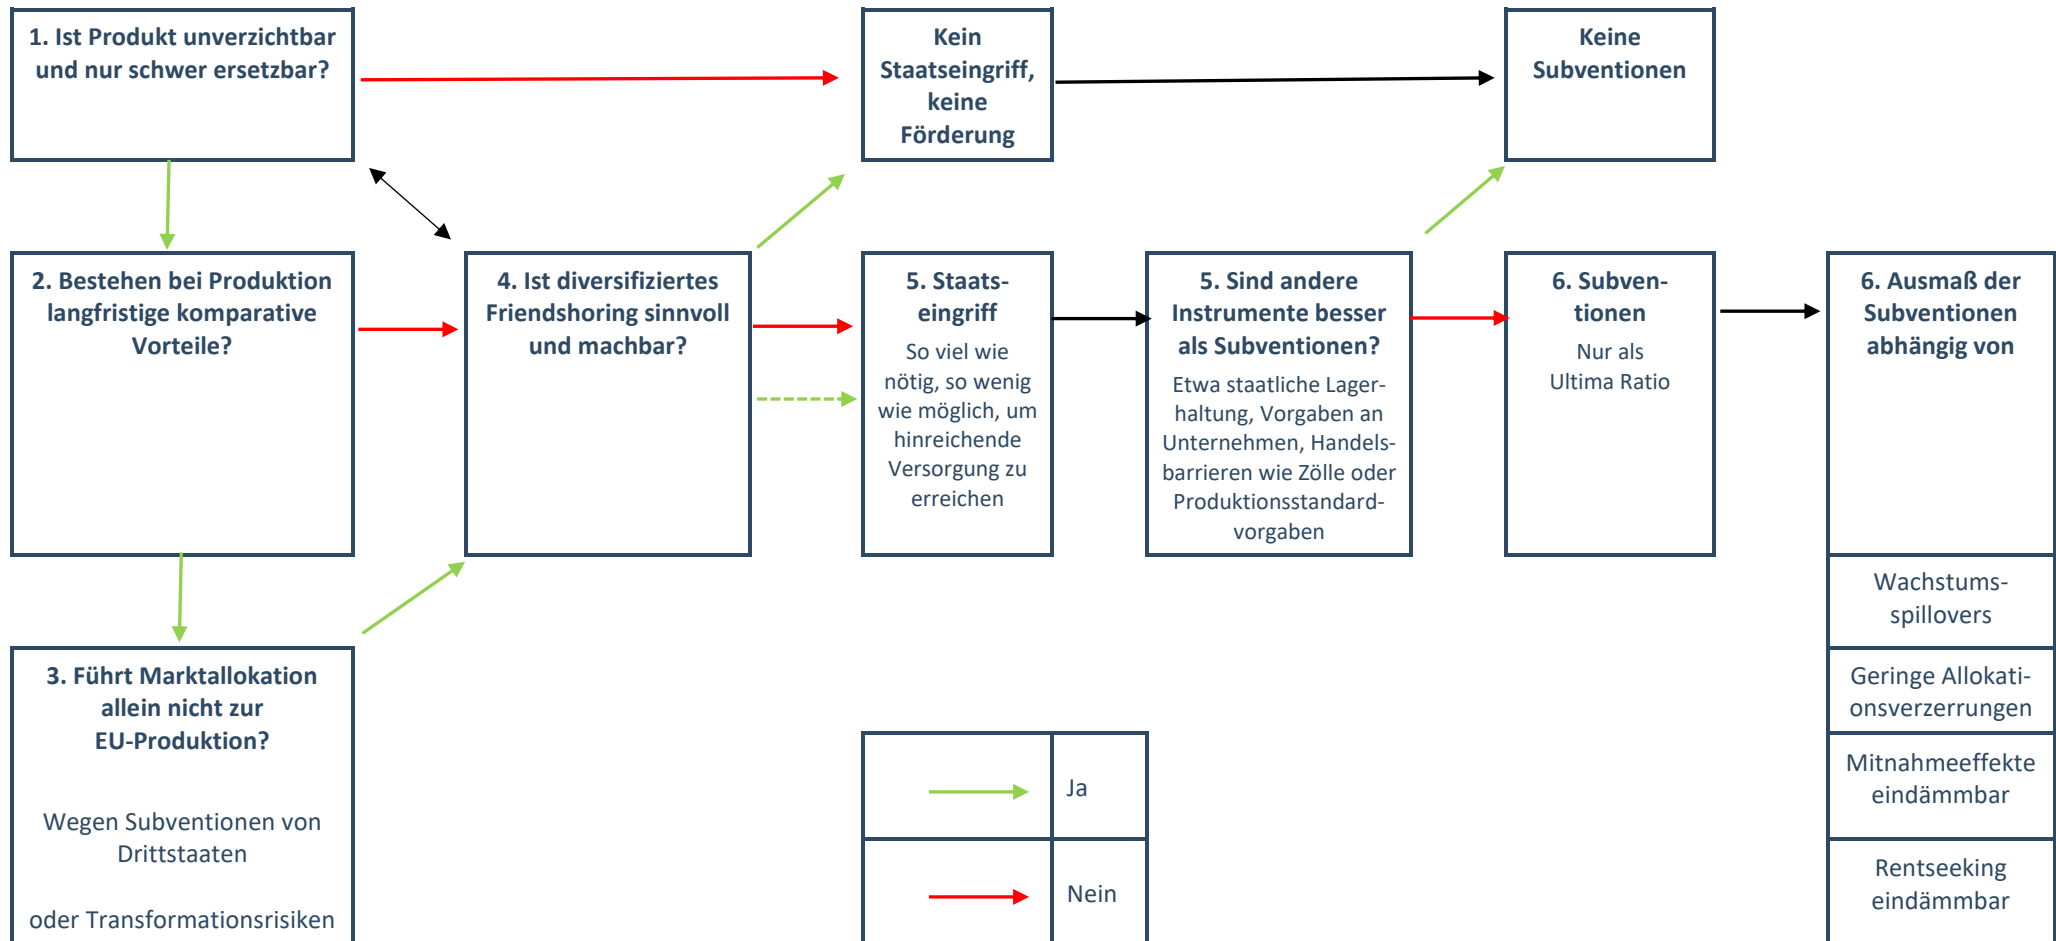 1. Ist Produkt unverzichtbar
und nur schwer ersetzbar?
Kein
Staatseingriff,
keine
Förderung
Keine
Subventionen
2. Bestehen bei Produktion
langfristige komparative
Vorteile?
4. Ist diversifiziertes
Friendshoring sinnvoll
und machbar?
5. Staats-
eingriff
So viel wie
nötig, so wenig
wie möglich, um
hinreichende
Versorgung zu
erreichen
5. Sind andere
Instrumente besser
als Subventionen?
Etwa staatliche Lager-
haltung, Vorgaben an
Unternehmen, Handels-
barrieren wie Zölle oder
Produktionsstandard-
vorgaben
6. Subven-
tionen
Nur als
Ultima Ratio
6. Ausmaß der
Subventionen
abhängig von
Wachstums-
spillovers
Geringe Allokati-
onsverzerrungen
Mitnahmeeffekte
eindämmbar
Rentseeking
eindämmbar
3. Führt Marktallokation
allein nicht zur
EU-Produktion?
Wegen Subventionen von
Drittstaaten
oder Transformationsrisiken
Ja
Nein